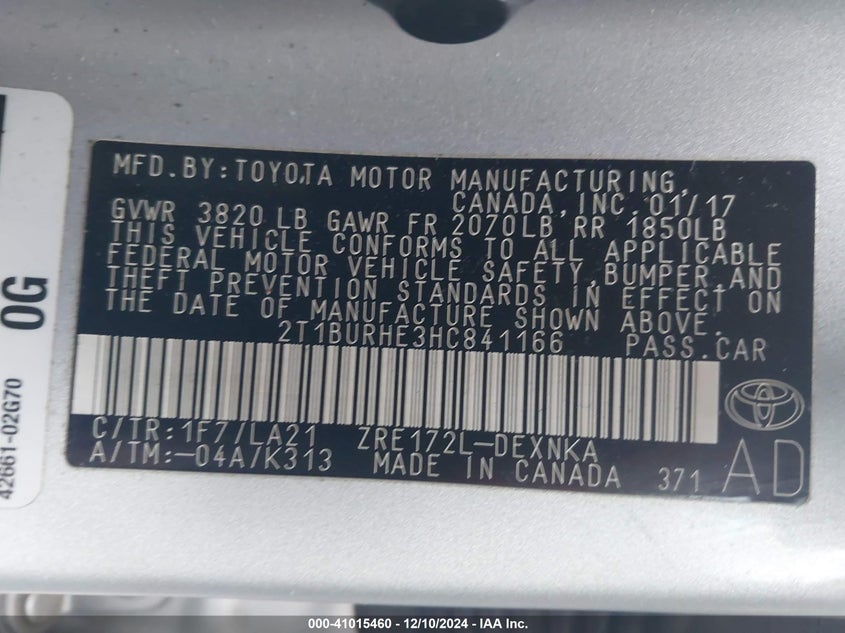 MFD.BY:TOYOTA MOTOR MANUFACTURING,
CANADA,INC.01/17
GVWR 3820 LB GAWR FR 2070LB RR 1850LB
THIS VEHICLE CONFORMS TO ALL APPLICABLE
FEDERAL MOTOR VEHICLE SAFETY,BUMPER,AND
THEFT PREVENTION STANDARDS IN EFFECT ON
THE DATE OF MANUFACTURE SHOWN ABOVE.
2T1BURHE3HC841166 PASS.CAR
C/TR:1F7/LA21 ZRE172L-DEXNKA
A/TM:-04A/K313 MADE IN CANADA 371
AD
TOYOTA
0G
42661-02G70
000-41015460 - 12/10/2024 - IAA Inc.